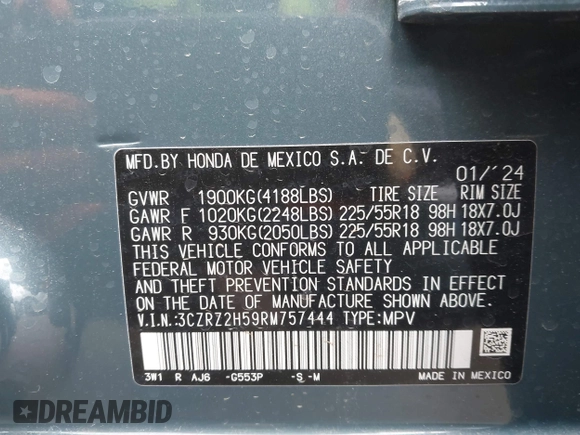 MFD.BY HONDA DE MEXICO S.A. DE C.V.
01/'24
GVWR 1900KG(4188LBS) TIRE SIZE RIM SIZE
GAWR F 1020KG(2248LBS) 225/55R18 98H 18X7.0J
GAWR R 930KG(2050LBS) 225/55R18 98H 18X7.0J
THIS VEHICLE CONFORMS TO ALL APPLICABLE
FEDERAL MOTOR VEHICLE SAFETY
AND THEFT PREVENTION STANDARDS IN EFFECT
ON THE DATE OF MANUFACTURE SHOWN ABOVE.
V.I.N.:3CZRZ2H59RM757444 TYPE:MPV
3W1 R AJ6 -G553P -S -M MADE IN MEXICO
DREAMBID